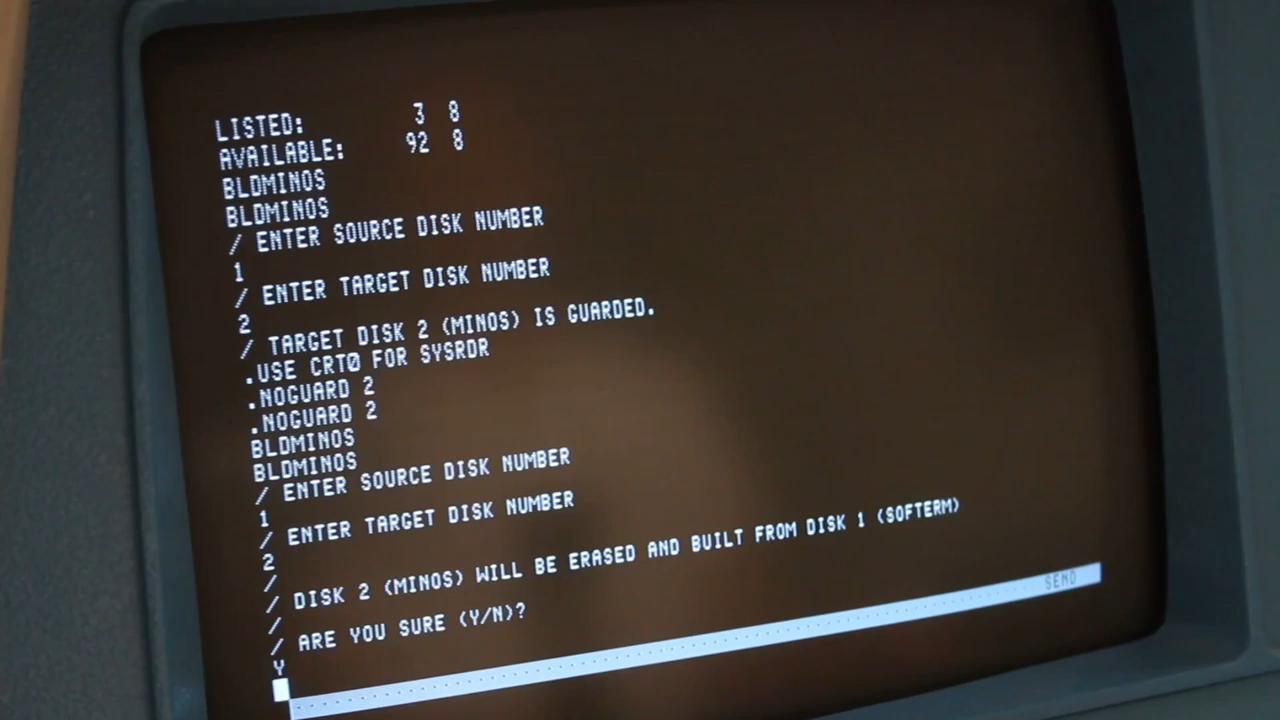 LISTED: 3 8
AVAILABLE: 92 8
BLDMINOS
BLDMINOS
/ ENTER SOURCE DISK NUMBER
1
/ ENTER TARGET DISK NUMBER
2
/ TARGET DISK 2 (MINOS) IS GUARDED.
.USE CRT0 FOR SYSRDR
.NOGUARD 2
.NOGUARD 2
BLDMINOS
BLDMINOS
/ ENTER SOURCE DISK NUMBER
1
/ ENTER TARGET DISK NUMBER
2
/
/ DISK 2 (MINOS) WILL BE ERASED AND BUILT FROM DISK 1 (SOFTERM)
/
/ ARE YOU SURE (Y/N)?
Y
SEND